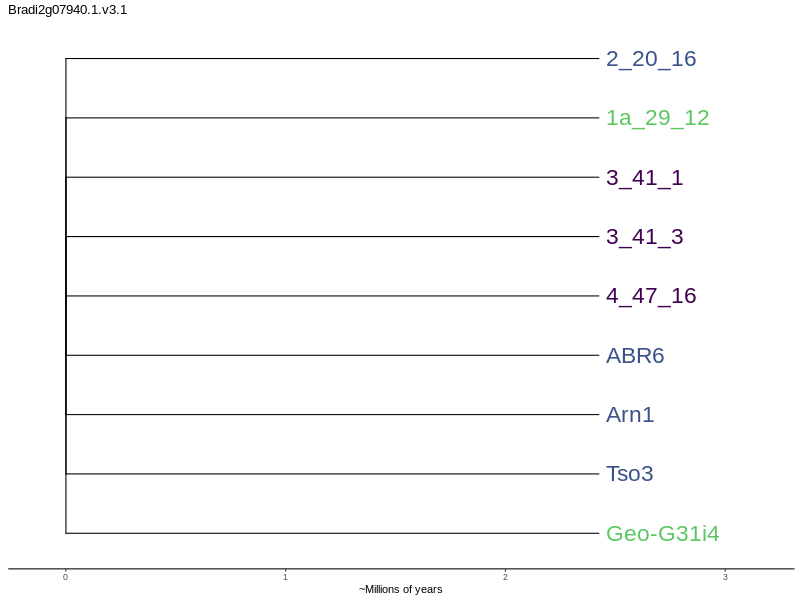 Bradi2g07940.1.v3.1
2_20_16
1a_29_12
3_41_1
3_41_3
4_47_16
ABR6
Arn1
Tso3
Geo-G31i4
0 1 2 3
~Millions of years